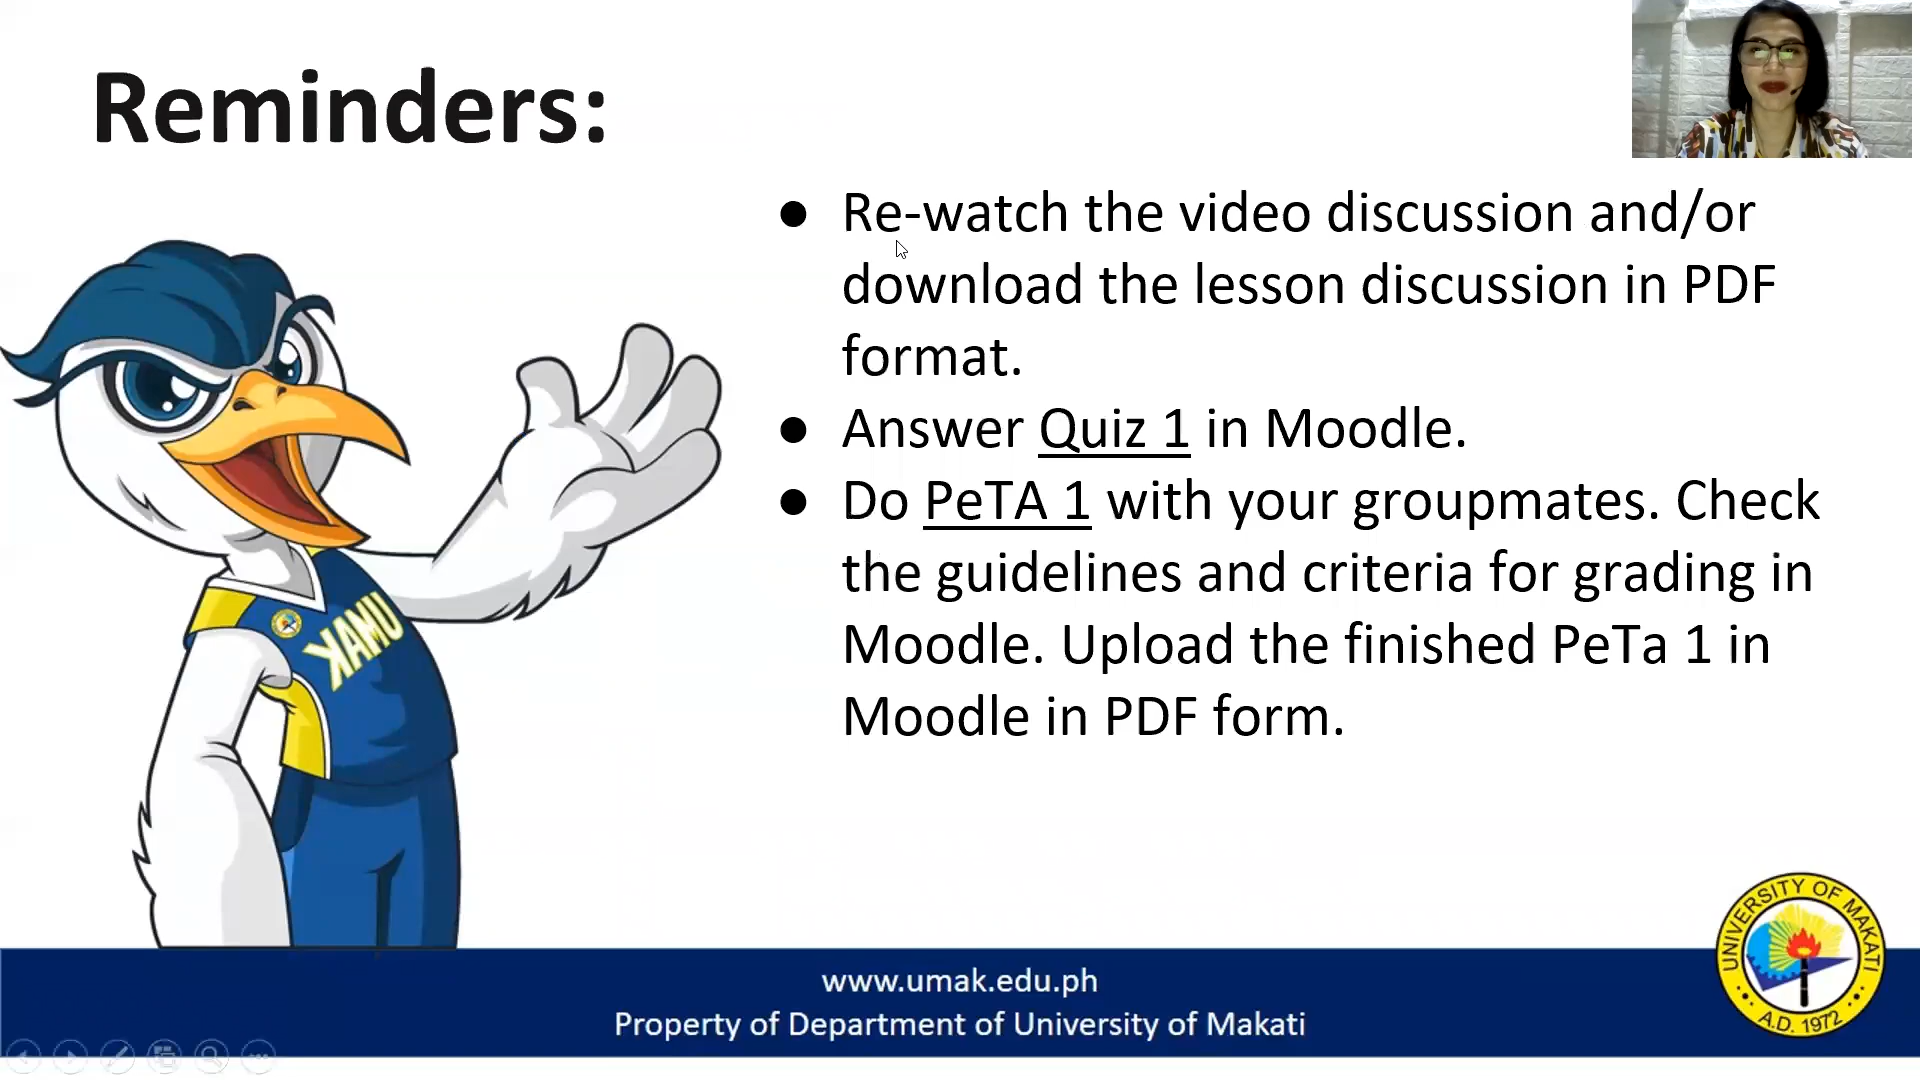 Reminders:
● Re-watch the video discussion and/or
download the lesson discussion in PDF
format.
● Answer Quiz 1 in Moodle.
● Do PeTA 1 with your groupmates. Check
the guidelines and criteria for grading in
Moodle. Upload the finished PeTa 1 in
Moodle in PDF form.
UMAK
UNIVERSITY OF MAKATI
A.D. 1972
www.umak.edu.ph
Property of Department of University of Makati